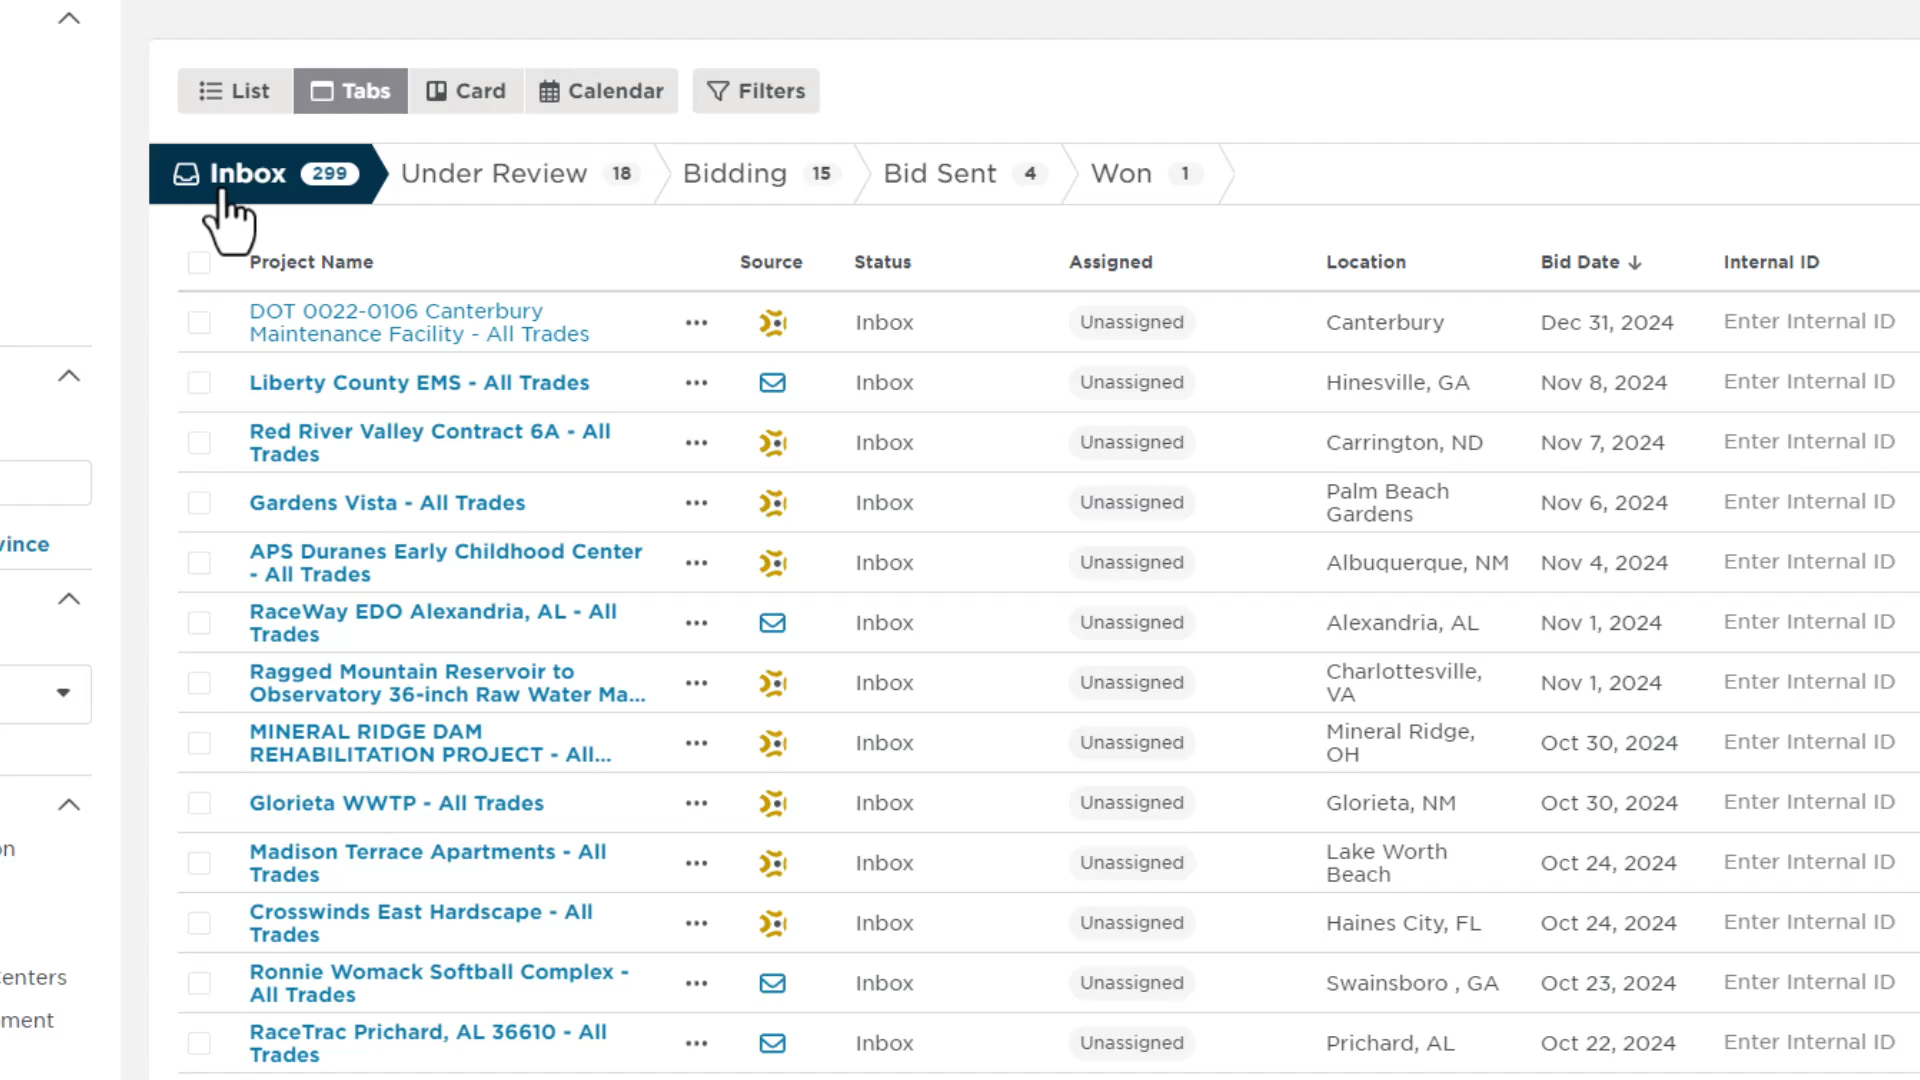 List Tabs Card Calendar Filters
Inbox 299 Under Review 18 Bidding 15 Bid Sent 4 Won 1
Project Name Source Status Assigned Location Bid Date Internal ID
DOT 0022-0106 Canterbury
Maintenance Facility - All Trades
Inbox Unassigned Canterbury Dec 31, 2024 Enter Internal ID
Liberty County EMS - All Trades Inbox Unassigned Hinesville, GA Nov 8, 2024 Enter Internal ID
Red River Valley Contract 6A - All
Trades
Inbox Unassigned Carrington, ND Nov 7, 2024 Enter Internal ID
Gardens Vista - All Trades Inbox Unassigned
Palm Beach
Gardens
Nov 6, 2024 Enter Internal ID
vince
APS Duranes Early Childhood Center
- All Trades
Inbox Unassigned Albuquerque, NM Nov 4, 2024 Enter Internal ID
RaceWay EDO Alexandria, AL - All
Trades
Inbox Unassigned Alexandria, AL Nov 1, 2024 Enter Internal ID
Ragged Mountain Reservoir to
Observatory 36-inch Raw Water Ma...
Inbox Unassigned
Charlottesville,
VA
Nov 1, 2024 Enter Internal ID
MINERAL RIDGE DAM
REHABILITATION PROJECT - All...
Inbox Unassigned
Mineral Ridge,
OH
Oct 30, 2024 Enter Internal ID
Glorieta WWTP - All Trades Inbox Unassigned Glorieta, NM Oct 30, 2024 Enter Internal ID
on
Madison Terrace Apartments - All
Trades
Inbox Unassigned
Lake Worth
Beach
Oct 24, 2024 Enter Internal ID
Crosswinds East Hardscape - All
Trades
Inbox Unassigned Haines City, FL Oct 24, 2024 Enter Internal ID
enters
Ronnie Womack Softball Complex -
All Trades
Inbox Unassigned Swainsboro , GA Oct 23, 2024 Enter Internal ID
ment
RaceTrac Prichard, AL 36610 - All
Trades
Inbox Unassigned Prichard, AL Oct 22, 2024 Enter Internal ID